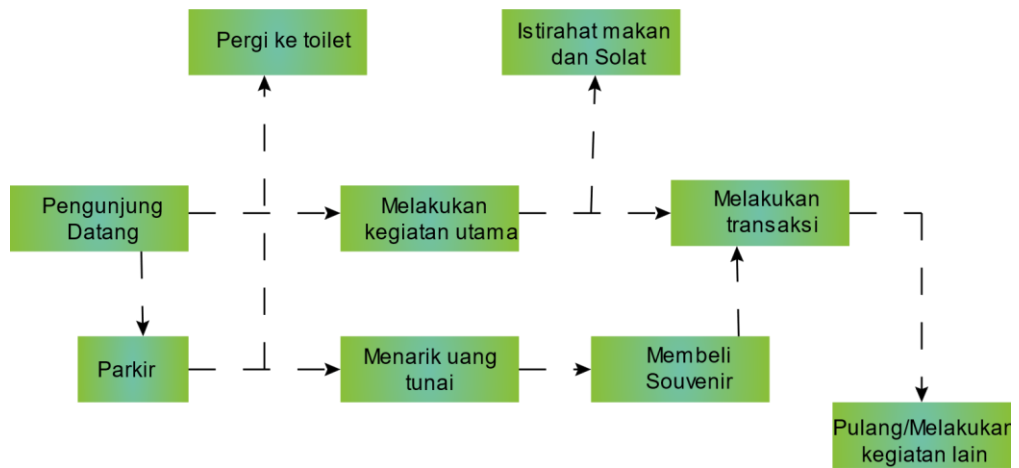 Pergi ke toilet
Istirahat makan
dan Solat
Pengunjung
Datang
Melakukan
kegiatan utama
Melakukan
transaksi
Parkir
Menarik uang
tunai
Membeli
Souvenir
Pulang/Melakukan
kegiatan lain